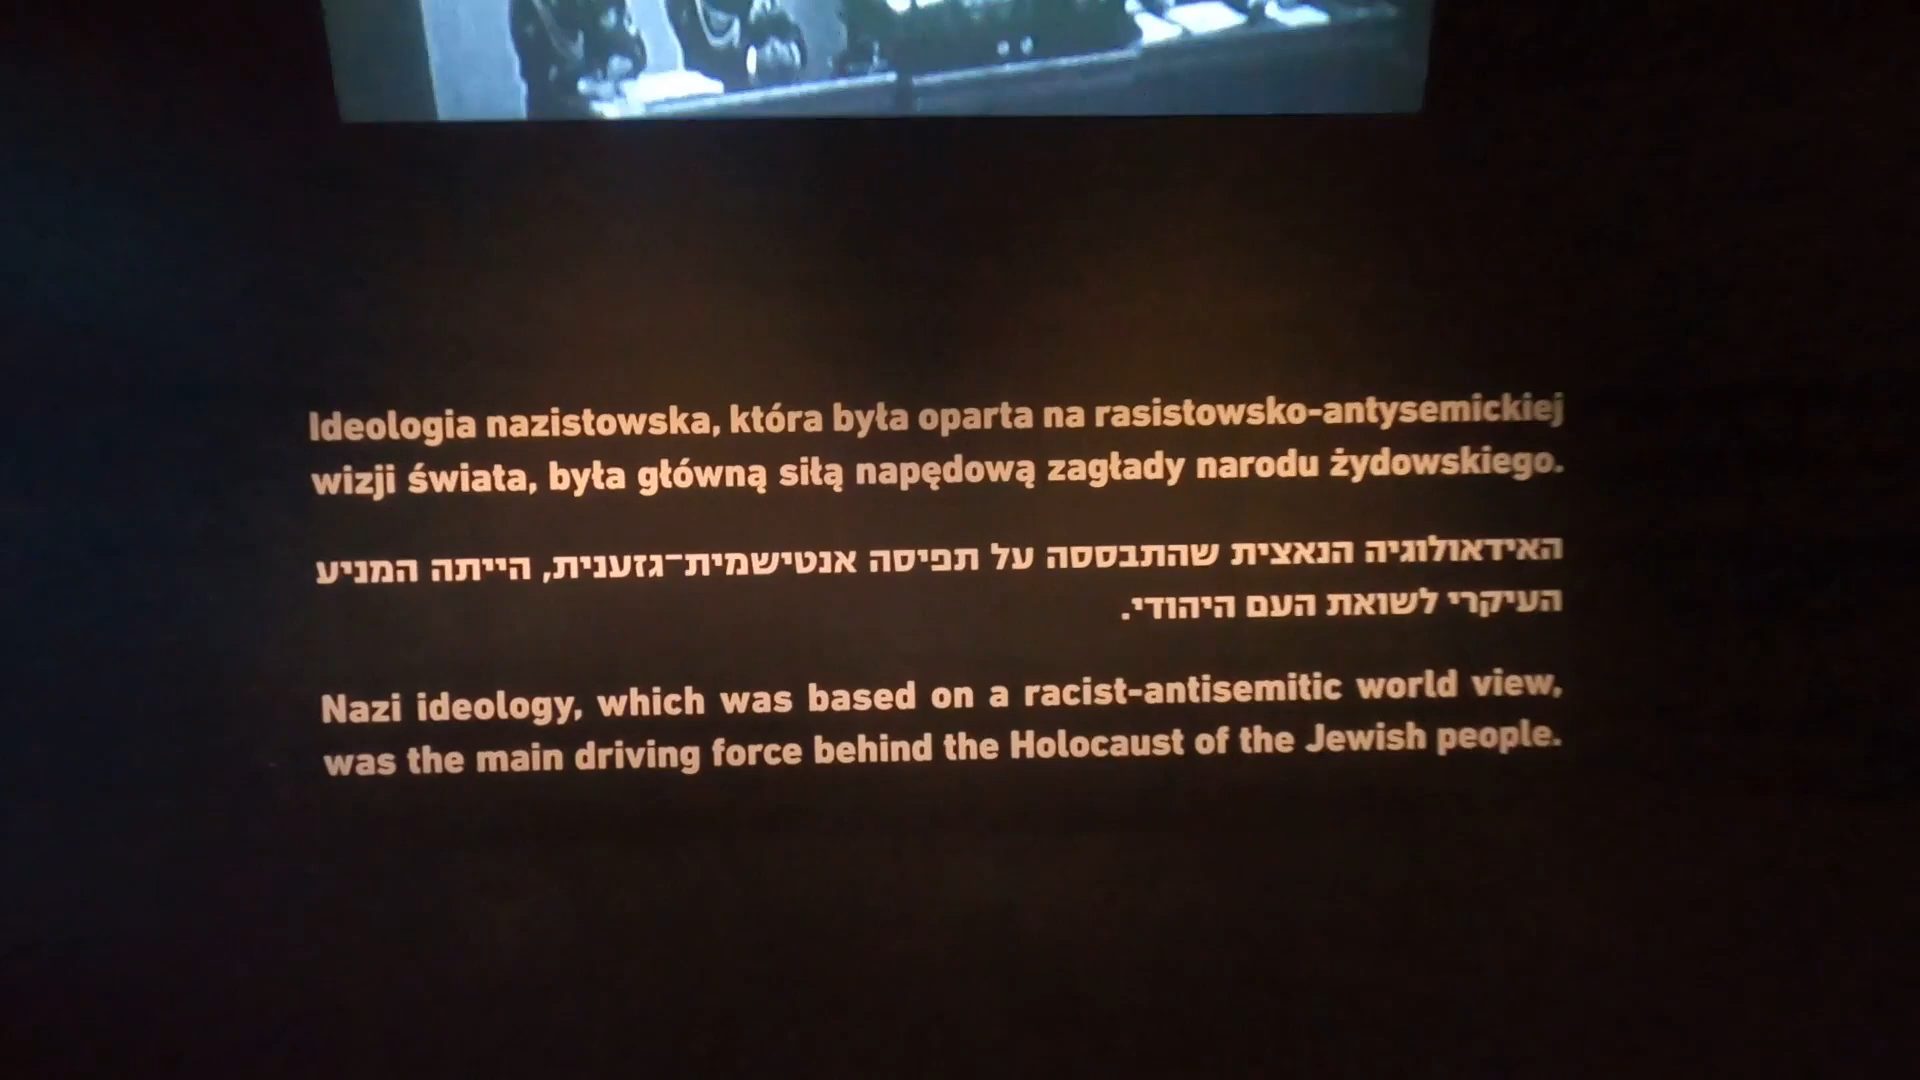 Ideologia nazistowska, która była oparta na rasistowsko-antysemickiej
wizji świata, była główną siłą napędową zagłady narodu żydowskiego.
האידאולוגיה הנאצית שהתבססה על תפיסה אנטישמית־גזענית, הייתה המניע
העיקרי לשואת העם היהודי.
Nazi ideology, which was based on a racist-antisemitic world view,
was the main driving force behind the Holocaust of the Jewish people.